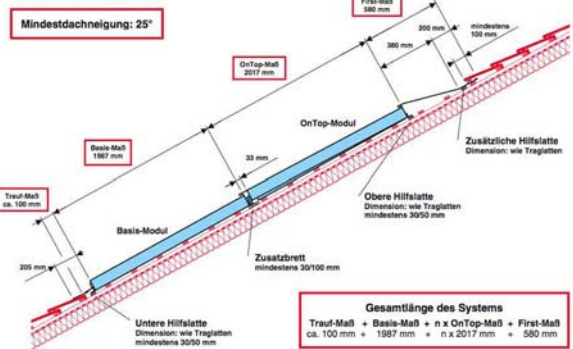 Mindestdachneigung: 25°
First-Maß
580 mm
200 mm
mindestens
100 mm
380 mm
OnTop-Maß
2017 mm
OnTop-Modul
Zusätzliche Hilfslatte
Dimension: wie Traglatten
Basis-Maß
1987 mm
33 mm
Obere Hilfslatte
Dimension: wie Traglatten
mindestens 30/50 mm
Trauf-Maß
ca. 100 mm
Basis-Modul
Zusatzbrett
mindestens 30/100 mm
205 mm
Untere Hilfslatte
Dimension: wie Traglatten
mindestens 30/50 mm
Gesamtlänge des Systems
Trauf-Maß + Basis-Maß + n x OnTop-Maß + First-Maß
ca. 100 mm + 1987 mm + n x 2017 mm + 580 mm